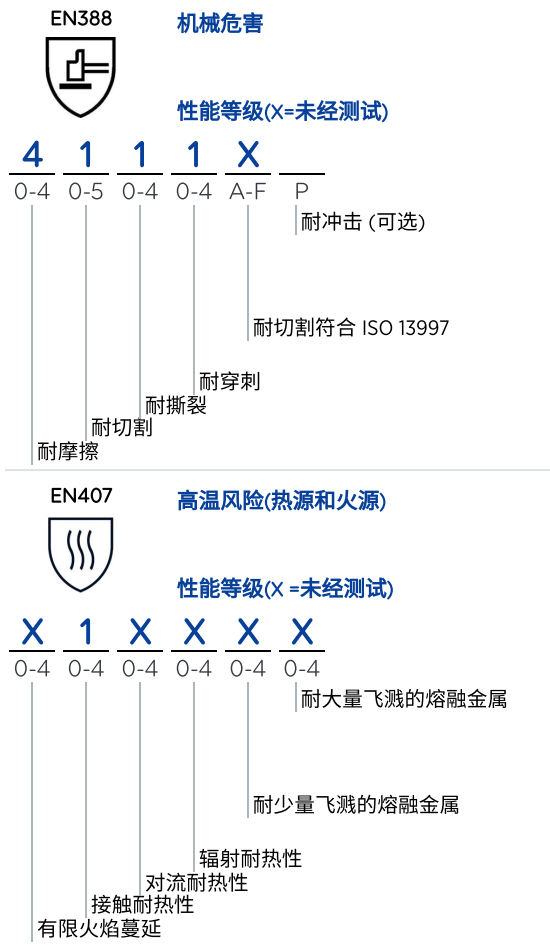 EN388
机械危害
性能等级(X=未经测试)
4 1 1 1 X
0-4 0-5 0-4 0-4 A-F P
耐冲击 (可选)
耐切割符合 ISO 13997
耐穿刺
耐撕裂
耐切割
耐摩擦
EN407
高温风险(热源和火源)
性能等级(X =未经测试)
X 1 X X X X
0-4 0-4 0-4 0-4 0-4 0-4
耐大量飞溅的熔融金属
耐少量飞溅的熔融金属
辐射耐热性
对流耐热性
接触耐热性
有限火焰蔓延